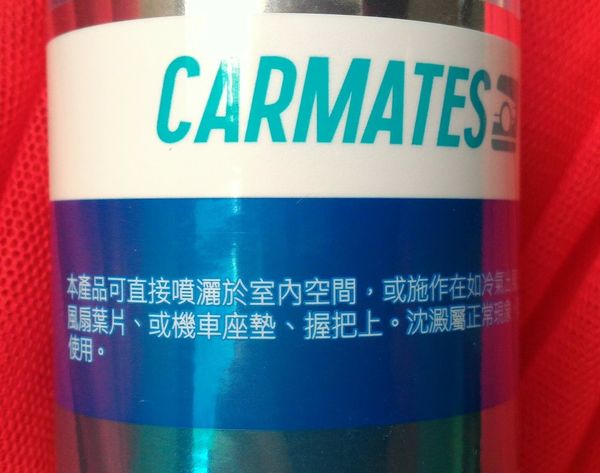 CARMATES
本產品可直接噴灑於室內空間，或施作在如冷氣出
風扇葉片、或機車座墊、握把上。沈澱屬正常現象
使用。